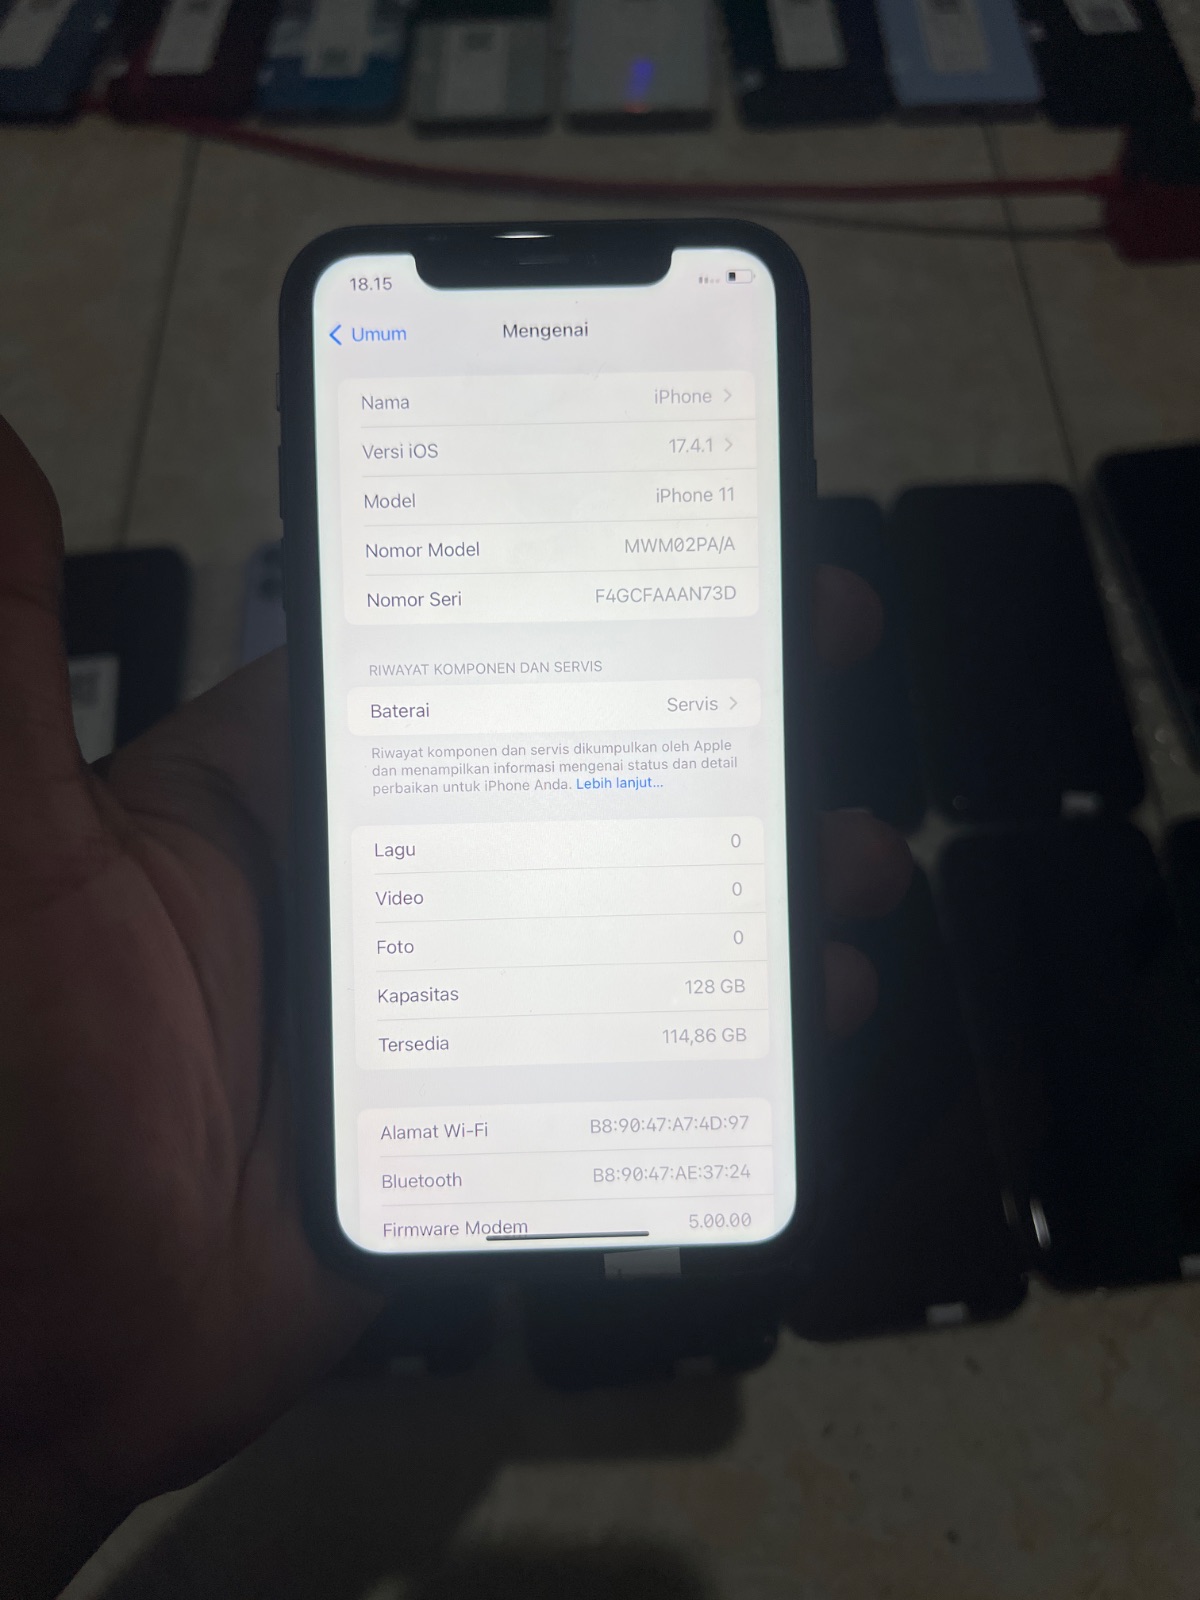 18.15
Umum
Mengenai
Nama iPhone
Versi iOS 17.4.1
Model iPhone 11
Nomor Model MWM02PA/A
Nomor Seri F4GCFAAAN73D
RIWAYAT KOMPONEN DAN SERVIS
Baterai Servis
Riwayat komponen dan servis dikumpulkan oleh Apple
dan menampilkan informasi mengenai status dan detail
perbaikan untuk iPhone Anda. Lebih lanjut...
Lagu 0
Video 0
Foto 0
Kapasitas 128 GB
Tersedia 114,86 GB
Alamat Wi-Fi B8:90:47:A7:4D:97
Bluetooth B8:90:47:AE:37:24
Firmware Modem 5.00.00